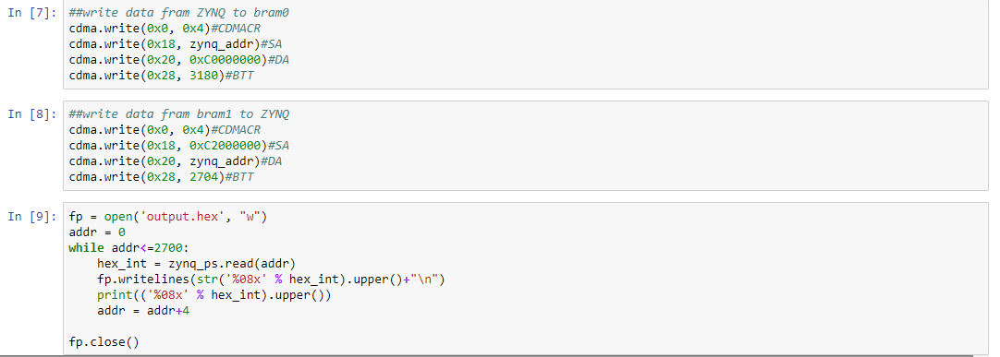 In [7]: ##write data fram ZYNQ to bram0
cdma.write(0x0, 0x4)#CDMACR
cdma.write(0x18, zynq_addr)#SA
cdma.write(0x20, 0xC0000000)#DA
cdma.write(0x28, 3180)#BTT
In [8]: ##write data fram bram1 to ZYNQ
cdma.write(0x0, 0x4)#CDMACR
cdma.write(0x18, 0xC2000000)#SA
cdma.write(0x20, zynq_addr)#DA
cdma.write(0x28, 2704)#BTT
In [9]: fp = open('output.hex', "w")
addr = 0
while addr<=2700:
    hex_int = zynq_ps.read(addr)
    fp.writelines(str('%08x' % hex_int).upper()+"\n")
    print(('%08x' % hex_int).upper())
    addr = addr+4
fp.close()